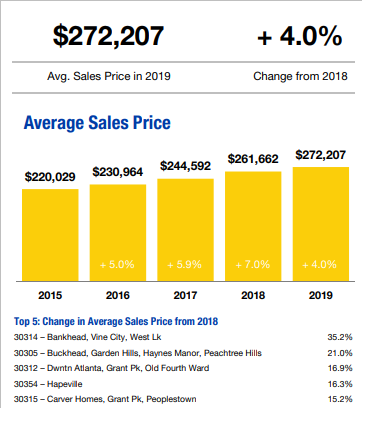 $272,207 + 4.0%
Avg. Sales Price in 2019 Change from 2018
Average Sales Price
$220,029 $230,964 $244,592 $261,662 $272,207
+ 5.0% + 5.9% + 7.0% + 4.0%
2015 2016 2017 2018 2019
Top 5: Change in Average Sales Price from 2018
30314 – Bankhead, Vine City, West Lk 35.2%
30305 – Buckhead, Garden Hills, Haynes Manor, Peachtree Hills 21.0%
30312 – Dwntn Atlanta, Grant Pk, Old Fourth Ward 16.9%
30354 – Hapeville 16.3%
30315 – Carver Homes, Grant Pk, Peoplestown 15.2%